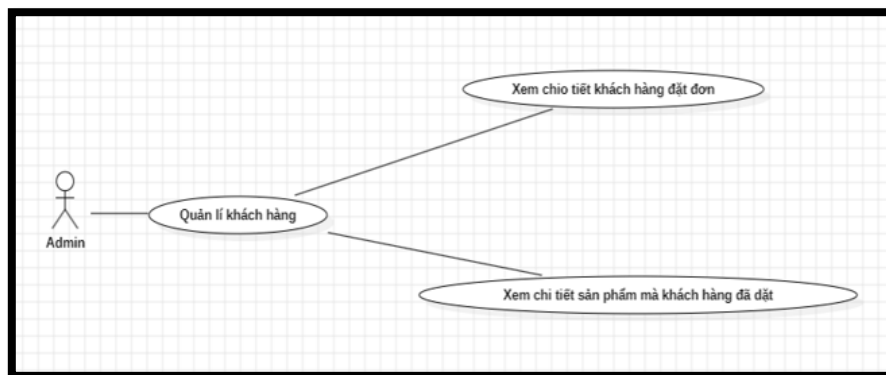 Xem chio tiết khách hàng đặt đơn
Quản lí khách hàng
Admin
Xem chi tiết sản phẩm mà khách hàng đã dặt